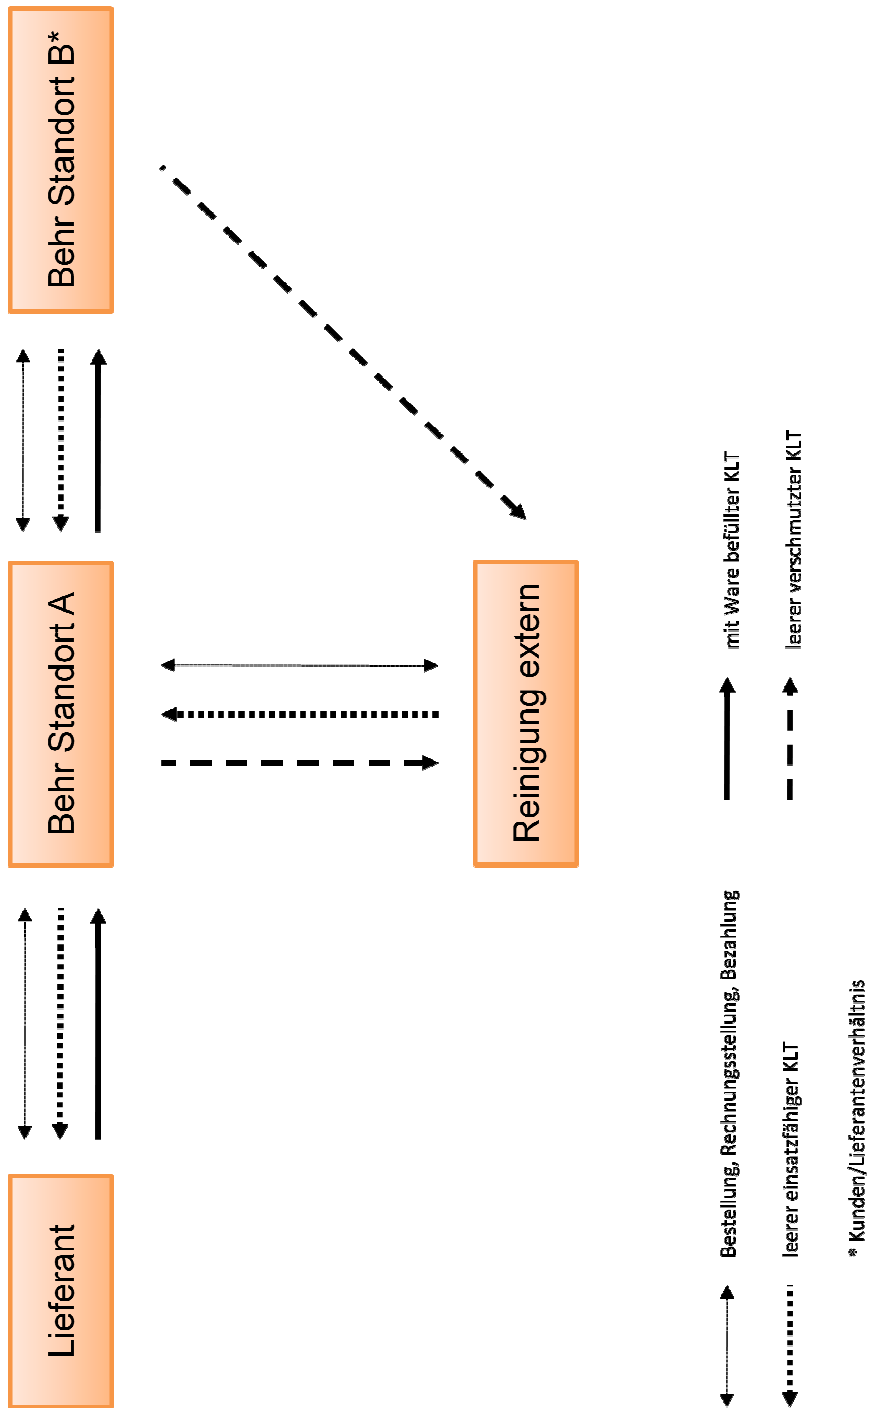 Lieferant
Behr Standort A
Behr Standort B*
Reinigung extern
Bestellung, Rechnungsstellung, Bezahlung
mit Ware befüllter KLT
leerer einsatzfähiger KLT
leerer verschmutzter KLT
* Kunden/Lieferantenverhältnis